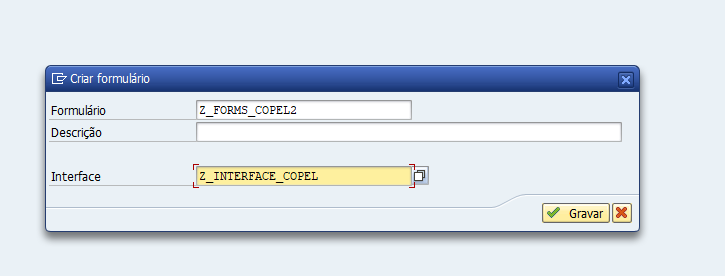 Criar formulário
Formulário Z_FORMS_COPEL2
Descrição
Interface Z_INTERFACE_COPEL
Gravar